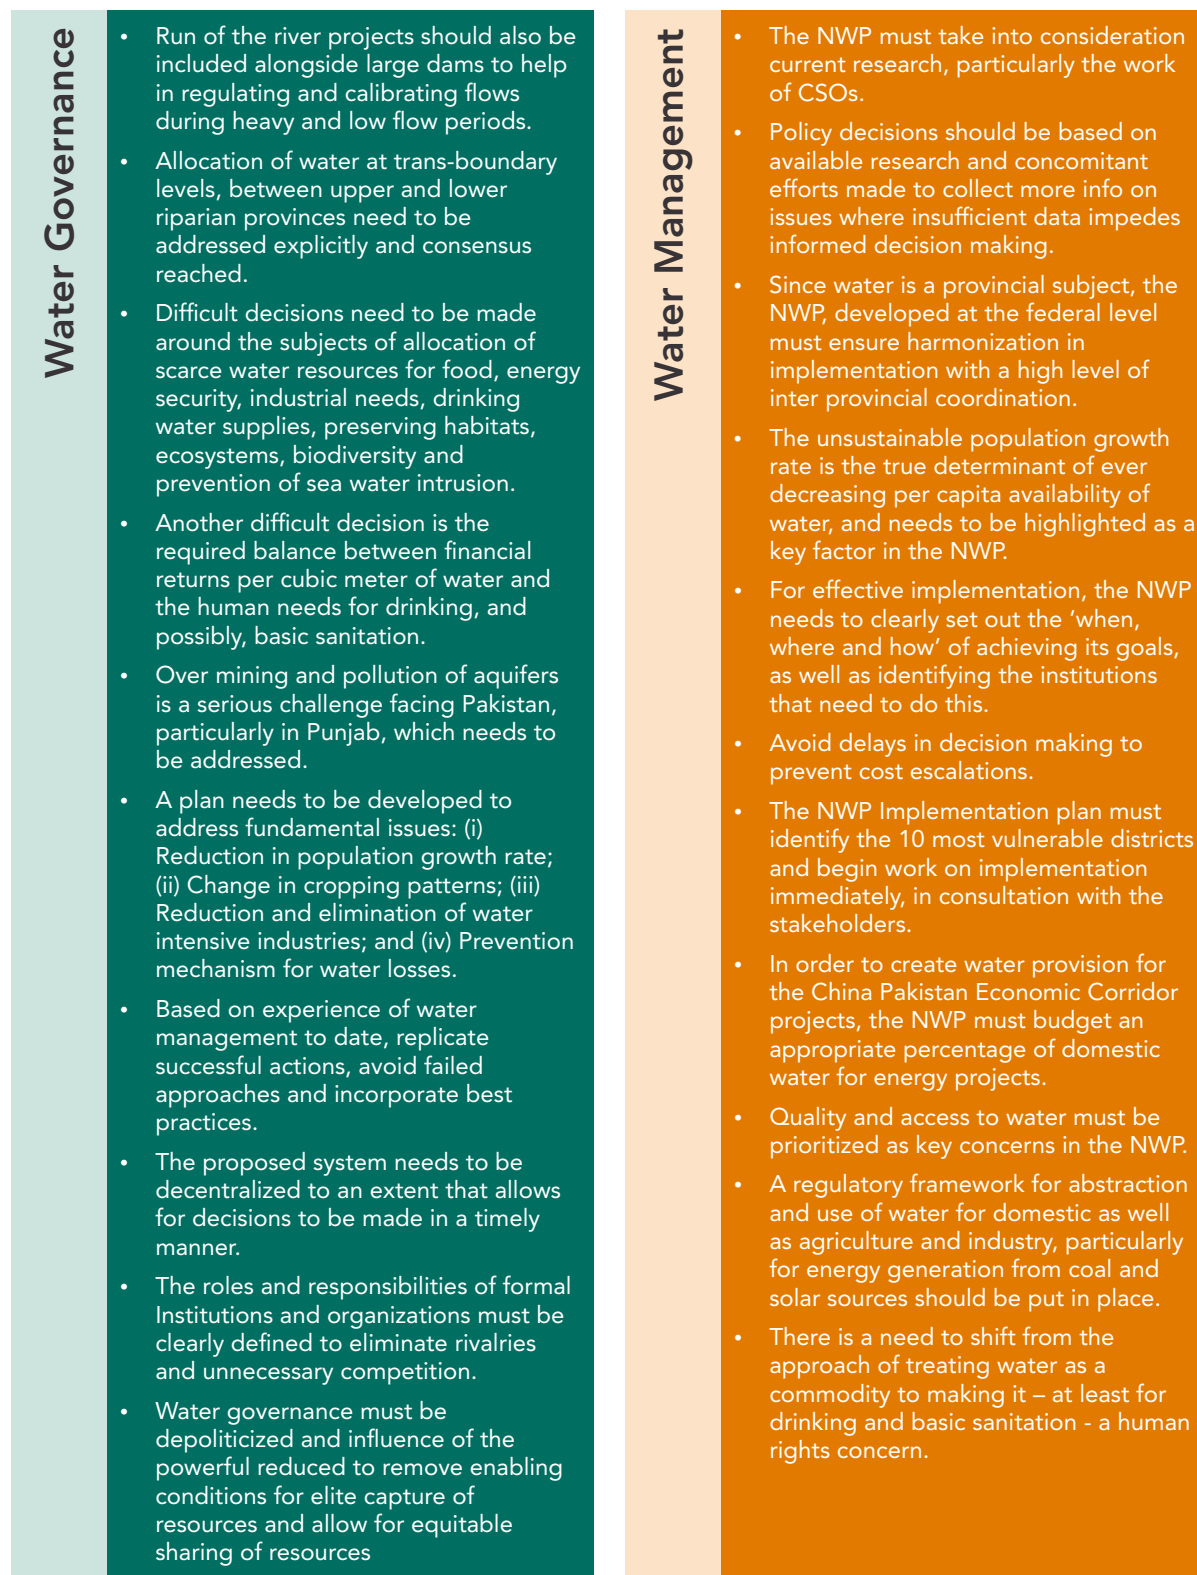 Water Governance
• Run of the river projects should also be
included alongside large dams to help
in regulating and calibrating flows
during heavy and low flow periods.
• Allocation of water at trans-boundary
levels, between upper and lower
riparian provinces need to be
addressed explicitly and consensus
reached.
• Difficult decisions need to be made
around the subjects of allocation of
scarce water resources for food, energy
security, industrial needs, drinking
water supplies, preserving habitats,
ecosystems, biodiversity and
prevention of sea water intrusion.
• Another difficult decision is the
required balance between financial
returns per cubic meter of water and
the human needs for drinking, and
possibly, basic sanitation.
• Over mining and pollution of aquifers
is a serious challenge facing Pakistan,
particularly in Punjab, which needs to
be addressed.
• A plan needs to be developed to
address fundamental issues: (i)
Reduction in population growth rate;
(ii) Change in cropping patterns; (iii)
Reduction and elimination of water
intensive industries; and (iv) Prevention
mechanism for water losses.
• Based on experience of water
management to date, replicate
successful actions, avoid failed
approaches and incorporate best
practices.
• The proposed system needs to be
decentralized to an extent that allows
for decisions to be made in a timely
manner.
• The roles and responsibilities of formal
Institutions and organizations must be
clearly defined to eliminate rivalries
and unnecessary competition.
• Water governance must be
depoliticized and influence of the
powerful reduced to remove enabling
conditions for elite capture of
resources and allow for equitable
sharing of resources
Water Management
• The NWP must take into consideration
current research, particularly the work
of CSOs.
• Policy decisions should be based on
available research and concomitant
efforts made to collect more info on
issues where insufficient data impedes
informed decision making.
• Since water is a provincial subject, the
NWP, developed at the federal level
must ensure harmonization in
implementation with a high level of
inter provincial coordination.
• The unsustainable population growth
rate is the true determinant of ever
decreasing per capita availability of
water, and needs to be highlighted as a
key factor in the NWP.
• For effective implementation, the NWP
needs to clearly set out the ‘when,
where and how’ of achieving its goals,
as well as identifying the institutions
that need to do this.
• Avoid delays in decision making to
prevent cost escalations.
• The NWP Implementation plan must
identify the 10 most vulnerable districts
and begin work on implementation
immediately, in consultation with the
stakeholders.
• In order to create water provision for
the China Pakistan Economic Corridor
projects, the NWP must budget an
appropriate percentage of domestic
water for energy projects.
• Quality and access to water must be
prioritized as key concerns in the NWP.
• A regulatory framework for abstraction
and use of water for domestic as well
as agriculture and industry, particularly
for energy generation from coal and
solar sources should be put in place.
• There is a need to shift from the
approach of treating water as a
commodity to making it – at least for
drinking and basic sanitation - a human
rights concern.